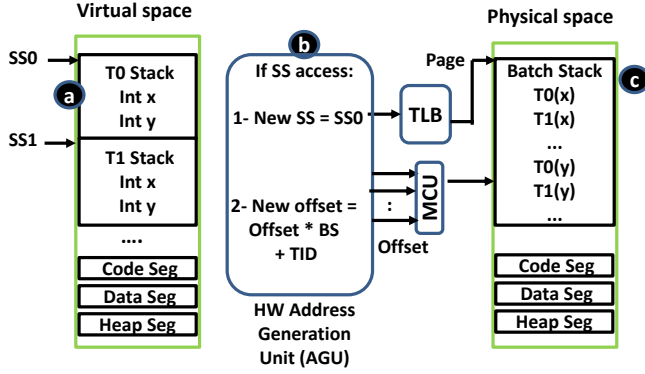 Virtual space
SS0
a
T0 Stack
Int x
Int y
SS1
T1 Stack
Int x
Int y
....
Code Seg
Data Seg
Heap Seg
b
If SS access:
1- New SS = SS0
2- New offset =
Offset * BS
+ TID
HW Address
Generation
Unit (AGU)
TLB
Page
MCU
:
Offset
Physical space
c
Batch Stack
T0(x)
T1(x)
...
T0(y)
T1(y)
...
Code Seg
Data Seg
Heap Seg